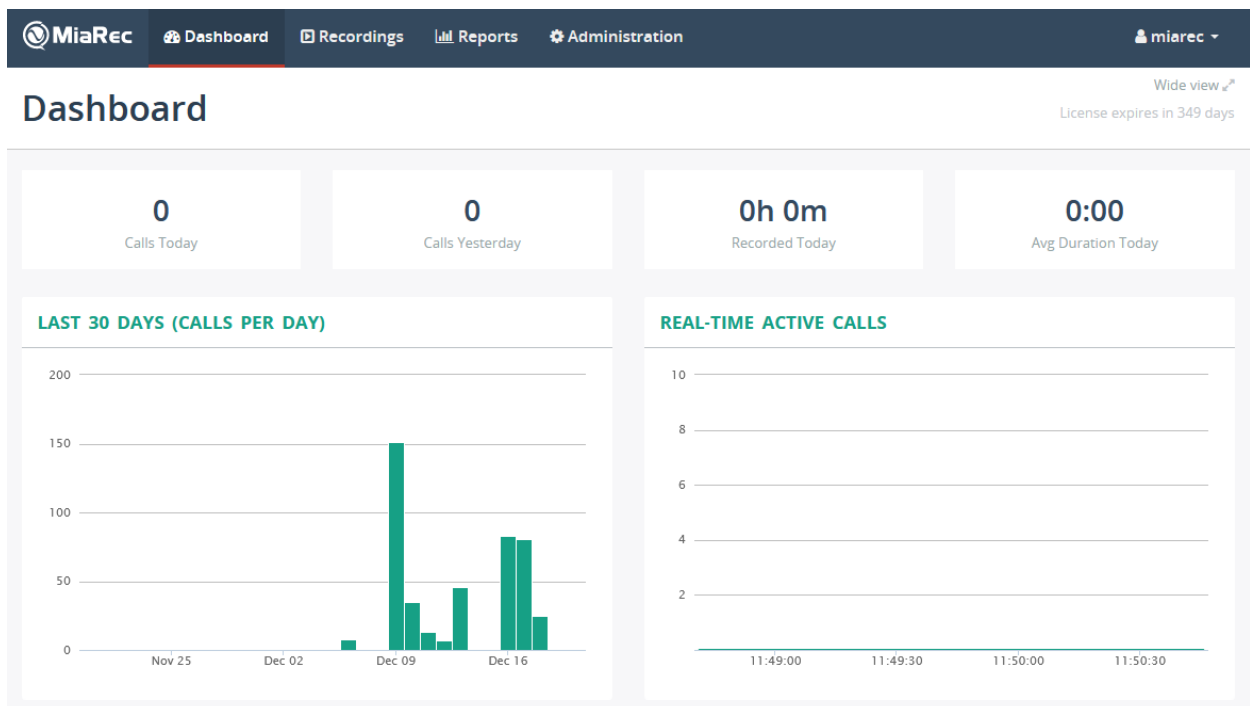 MiaRec Dashboard Recordings Reports Administration miarec
Wide view
Dashboard
License expires in 349 days
0
Calls Today
0
Calls Yesterday
0h 0m
Recorded Today
0:00
Avg Duration Today
LAST 30 DAYS (CALLS PER DAY)
200
150
100
50
0
Nov 25 Dec 02 Dec 09 Dec 16
REAL-TIME ACTIVE CALLS
10
8
6
4
2
11:49:00 11:49:30 11:50:00 11:50:30